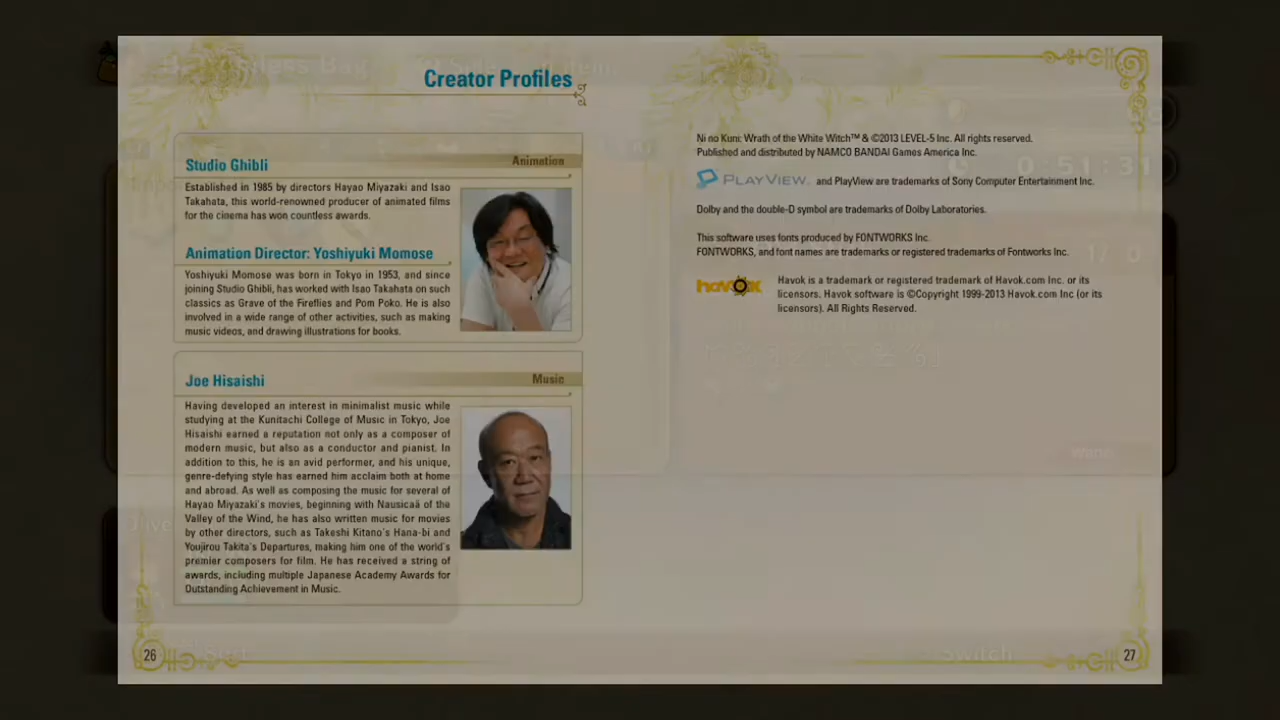 Creator Profiles
Studio Ghibli
Animation
Established in 1985 by directors Hayao Miyazaki and Isao
Takahata, this world-renowned producer of animated films
for the cinema has won countless awards.
Animation Director: Yoshiyuki Momose
Yoshiyuki Momose was born in Tokyo in 1953, and since
joining Studio Ghibli, has worked with Isao Takahata on such
classics as Grave of the Fireflies and Pom Poko. He is also
involved in a wide range of other activities, such as making
music videos, and drawing illustrations for books.
Joe Hisaishi
Music
Having developed an interest in minimalist music while
studying at the Kunitachi College of Music in Tokyo, Joe
Hisaishi earned a reputation not only as a composer of
modern music, but also as a conductor and pianist. In
addition to this, he is an avid performer, and his unique,
genre-defying style has earned him acclaim both at home
and abroad. As well as composing the music for several of
Hayao Miyazaki's movies, beginning with Nausicaä of the
Valley of the Wind, he has also written music for movies
by other directors, such as Takeshi Kitano's Hana-bi and
Youjirou Takita's Departures, making him one of the world's
premier composers for film. He has received a string of
awards, including multiple Japanese Academy Awards for
Outstanding Achievement in Music.
26
Ni no Kuni: Wrath of the White Witch™ & ©2013 LEVEL-5 Inc. All rights reserved.
Published and distributed by NAMCO BANDAI Games America Inc.
PLAYVIEW and PlayView are trademarks of Sony Computer Entertainment Inc.
Dolby and the double-D symbol are trademarks of Dolby Laboratories.
This software uses fonts produced by FONTWORKS Inc.
FONTWORKS, and font names are trademarks or registered trademarks of Fontworks Inc.
havok
Havok is a trademark or registered trademark of Havok.com Inc. or its
licensors. Havok software is ©Copyright 1999-2013 Havok.com Inc (or its
licensors). All Rights Reserved.
0:51:31
Switch
27